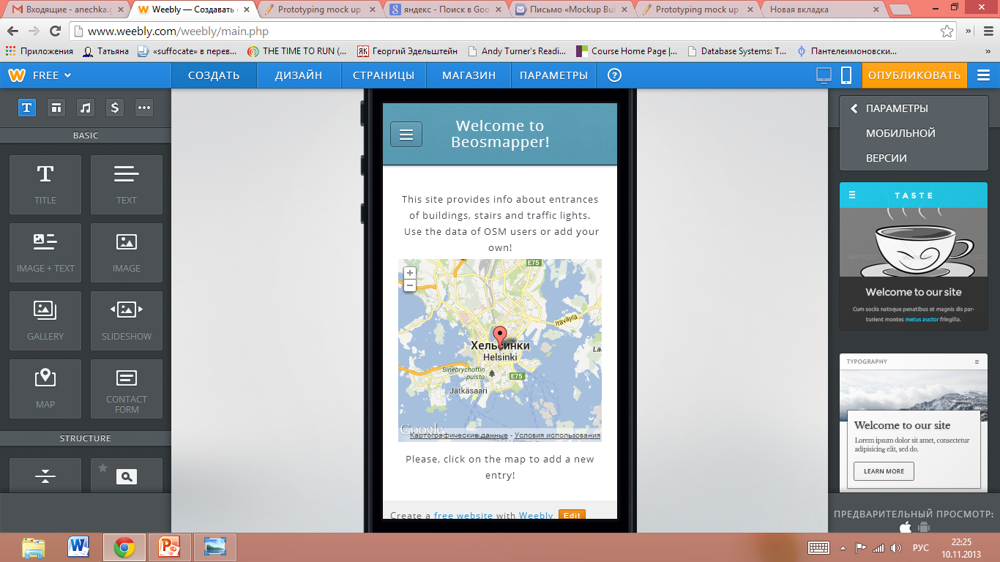 Входящие - anechka.g
Weebly — Создавать
Prototyping mock up
яндекс - Поиск в Goo
Письмо «Mockup Bui
Prototyping mock up
Новая вкладка
www.weebly.com/weebly/main.php
»
Приложения
Татьяна
«suffocate» в перев...
THE TIME TO RUN (...
ЯК Георгий Эдельштейн
Andy Turner's Readi...
Course Home Page |...
Database Systems: T...
Пантелеимоновски...
»
FREE
СОЗДАТЬ
ДИЗАЙН
СТРАНИЦЫ
МАГАЗИН
ПАРАМЕТРЫ
?
ОПУБЛИКОВАТЬ
BASIC
TITLE
TEXT
IMAGE + TEXT
IMAGE
GALLERY
SLIDESHOW
MAP
CONTACT
FORM
STRUCTURE
Welcome to
Beosmapper!
This site provides info about entrances
of buildings, stairs and traffic lights.
Use the data of OSM users or add your
own!
E75
Itäväylä
Хельсинки
Helsinki
Sinebrychoffin
puisto
E75
Jätkäsaari
Google
Картографические данные - Условия использования
Please, click on the map to add a new
entry!
Create a free website with Weebly Edit
ПАРАМЕТРЫ
МОБИЛЬНОЙ
ВЕРСИИ
TASTE
Welcome to our site
Cum sociis natoque penatibus et magnis dis par-
turient montes metus auctor fringilla.
TYPOGRAPHY
Welcome to our site
Lorem ipsum dolor sit amet, consectetur
adipisicing elit, sed do.
LEARN MORE
ПРЕДВАРИТЕЛЬНЫЙ ПРОСМОТР:
РУС
22:25
10.11.2013